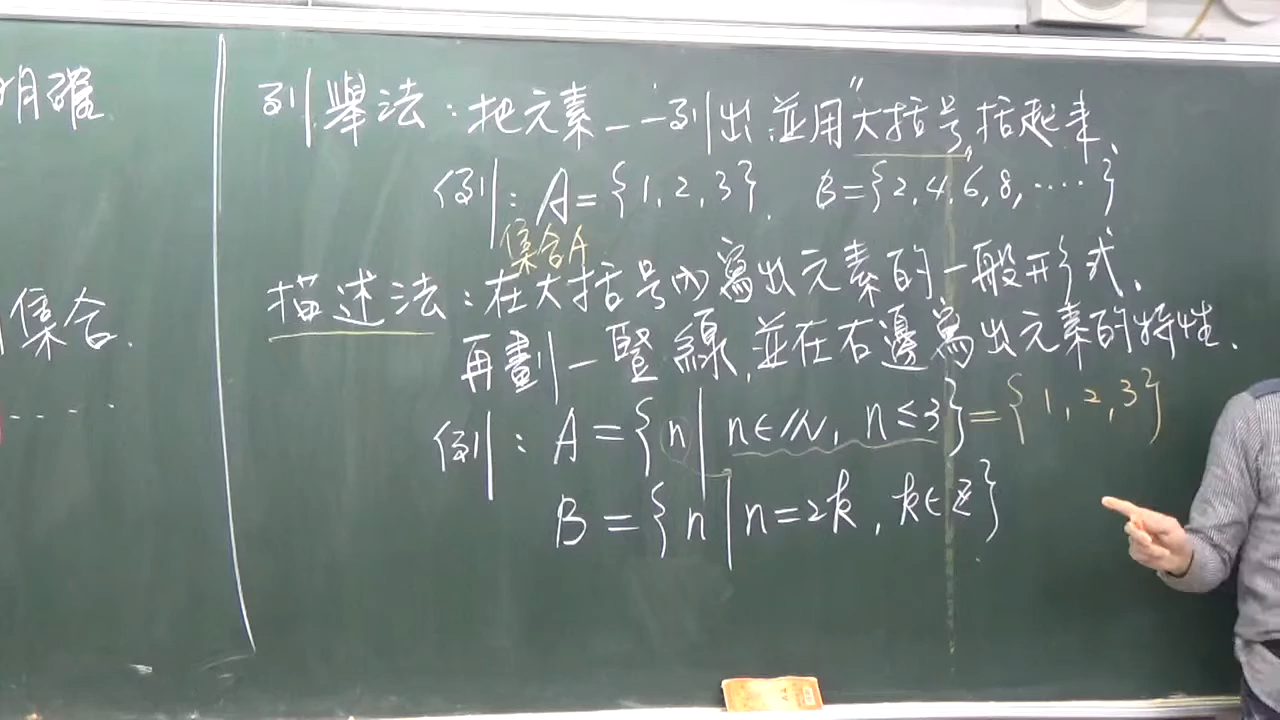 明確
集合.
.....
列舉法：把元素一一列出,並用"大括号"括起来、
例：A={1,2,3}. B={2,4,6,8,.....}
集合A
描述法：在大括号内寫出元素的一般形式.
再劃一豎線,並在右邊寫出元素的特性.
例：A={n|n∈ℕ, n≤3}={1,2,3}
B={n|n=2k, k∈ℤ}